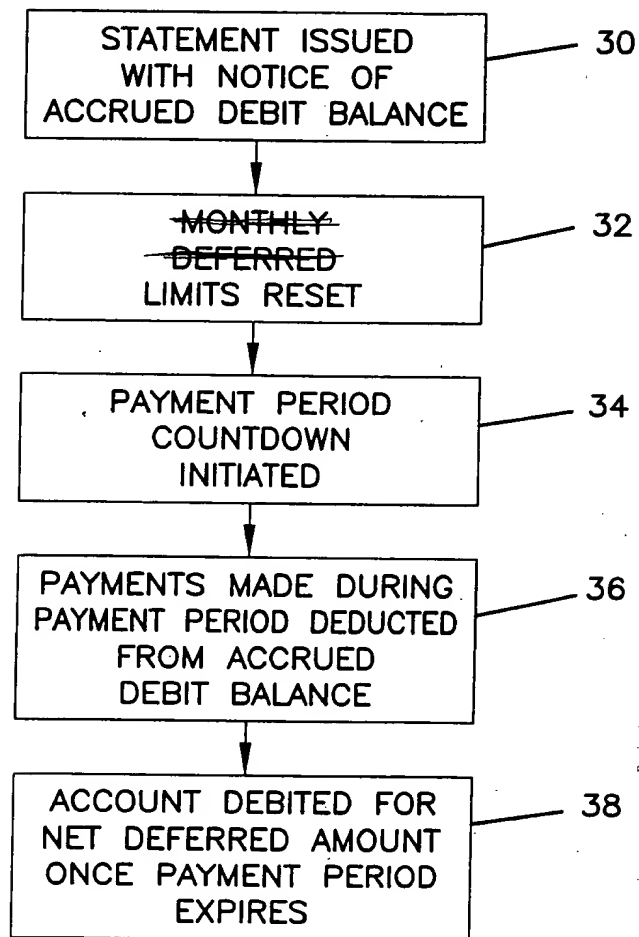 STATEMENT ISSUED
WITH NOTICE OF
ACCRUED DEBIT BALANCE
30
MONTHLY
DEFERRED
LIMITS RESET
32
PAYMENT PERIOD
COUNTDOWN
INITIATED
34
PAYMENTS MADE DURING
PAYMENT PERIOD DEDUCTED
FROM ACCRUED
DEBIT BALANCE
36
ACCOUNT DEBITED FOR
NET DEFERRED AMOUNT
ONCE PAYMENT PERIOD
EXPIRES
38